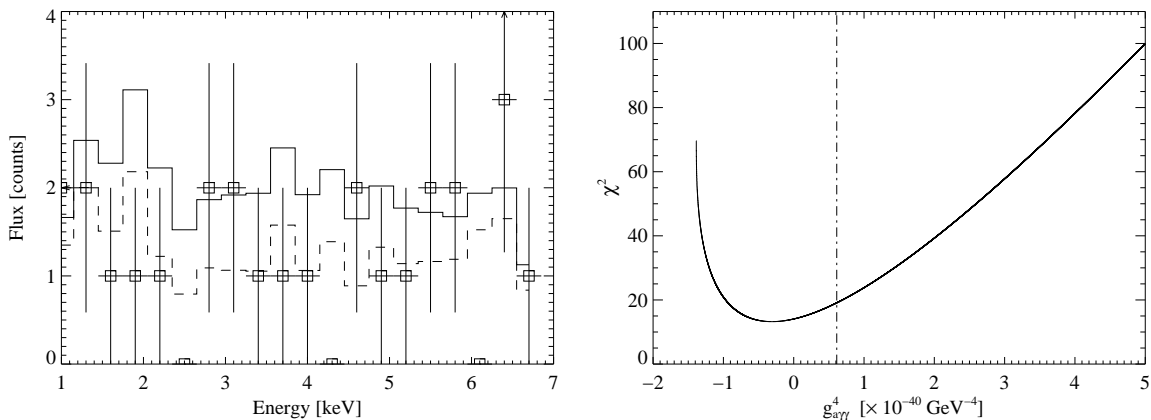 4
3
2
1
0
Flux [counts]
1 2 3 4 5 6 7
Energy [keV]
100
80
60
40
20
0
χ²
−2 −1 0 1 2 3 4 5
g⁴aγγ [× 10⁻⁴⁰ GeV⁻⁴]